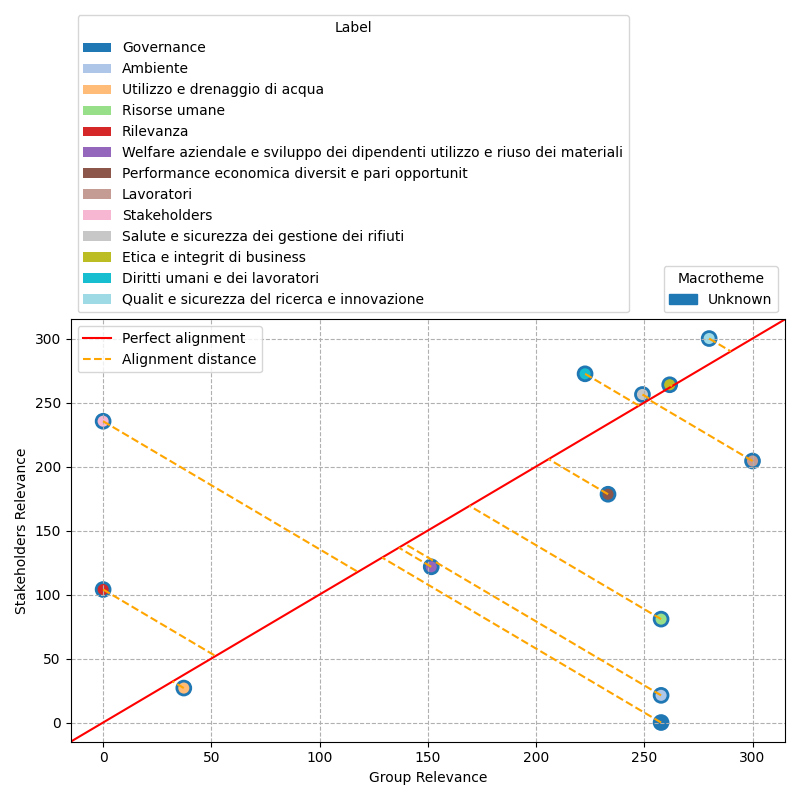 Label
Governance
Ambiente
Utilizzo e drenaggio di acqua
Risorse umane
Rilevanza
Welfare aziendale e sviluppo dei dipendenti utilizzo e riuso dei materiali
Performance economica diversit e pari opportunit
Lavoratori
Stakeholders
Salute e sicurezza dei gestione dei rifiuti
Etica e integrit di business
Diritti umani e dei lavoratori
Qualit e sicurezza del ricerca e innovazione
Macrotheme
Unknown
Perfect alignment
Alignment distance
300
250
200
150
100
50
0
Stakeholders Relevance
0 50 100 150 200 250 300
Group Relevance